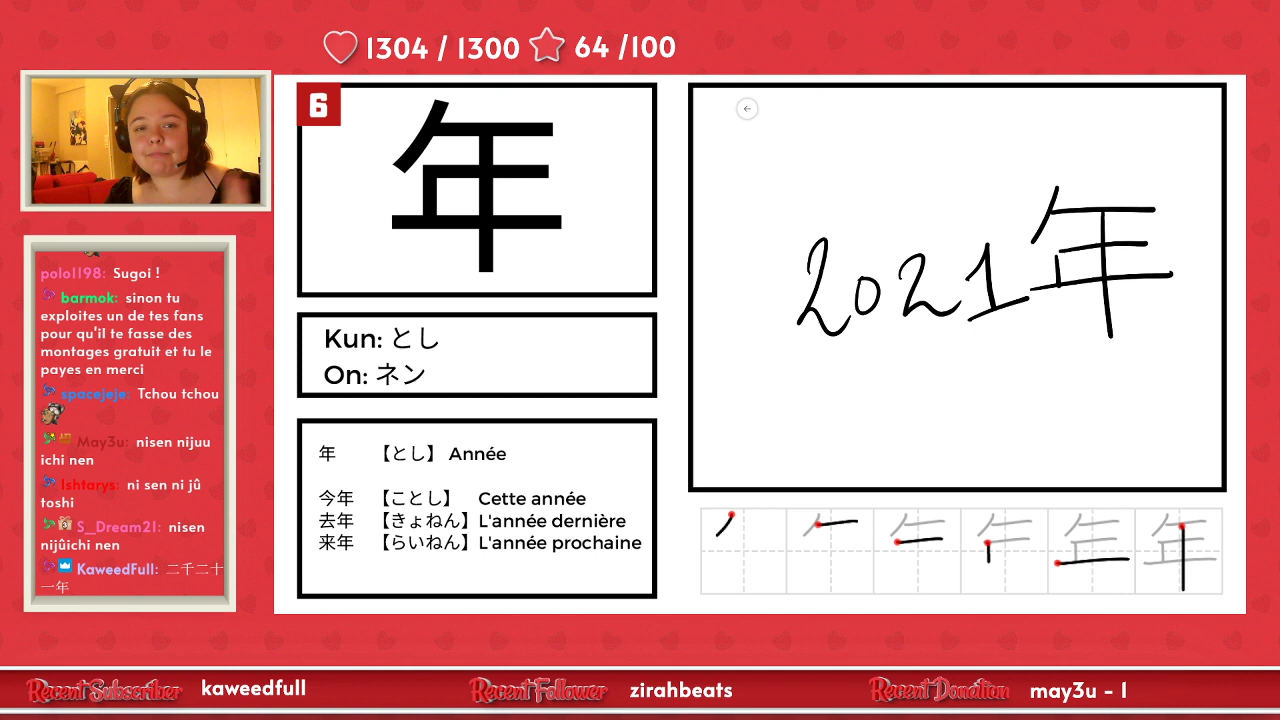 1304 / 1300 64 /100
polo1198: Sugoi !
barmok: sinon tu
exploites un de tes fans
pour qu'il te fasse des
montages gratuit et tu le
payes en merci
spacejeje: Tchou tchou
May3u: nisen nijuu
ichi nen
Ishtarys: ni sen ni jû
toshi
S_Dream21: nisen
nijûichi nen
KaweedFull: 二千二十
一年
6
年
Kun: とし
On: ネン
年 【とし】 Année
今年 【ことし】 Cette année
去年 【きょねん】L'année dernière
来年 【らいねん】L'année prochaine
2021年
Recent Subscriber kaweedfull
Recent Follower zirahbeats
Recent Donation may3u - 1